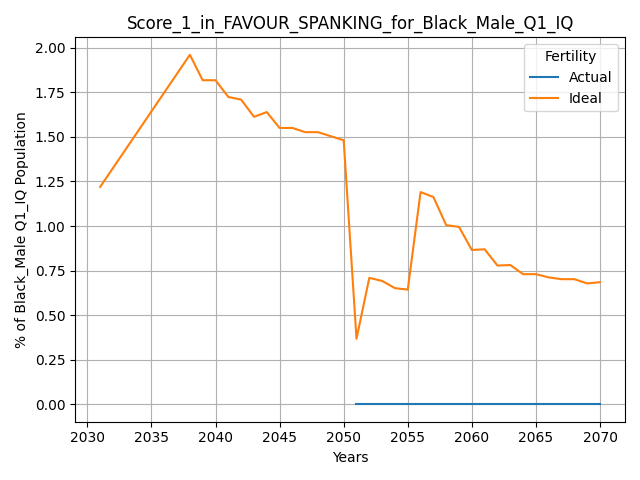 Score_1_in_FAVOUR_SPANKING_for_Black_Male_Q1_IQ
% of Black_Male Q1_IQ Population
2.00
1.75
1.50
1.25
1.00
0.75
0.50
0.25
0.00
Fertility
Actual
Ideal
2030 2035 2040 2045 2050 2055 2060 2065 2070
Years